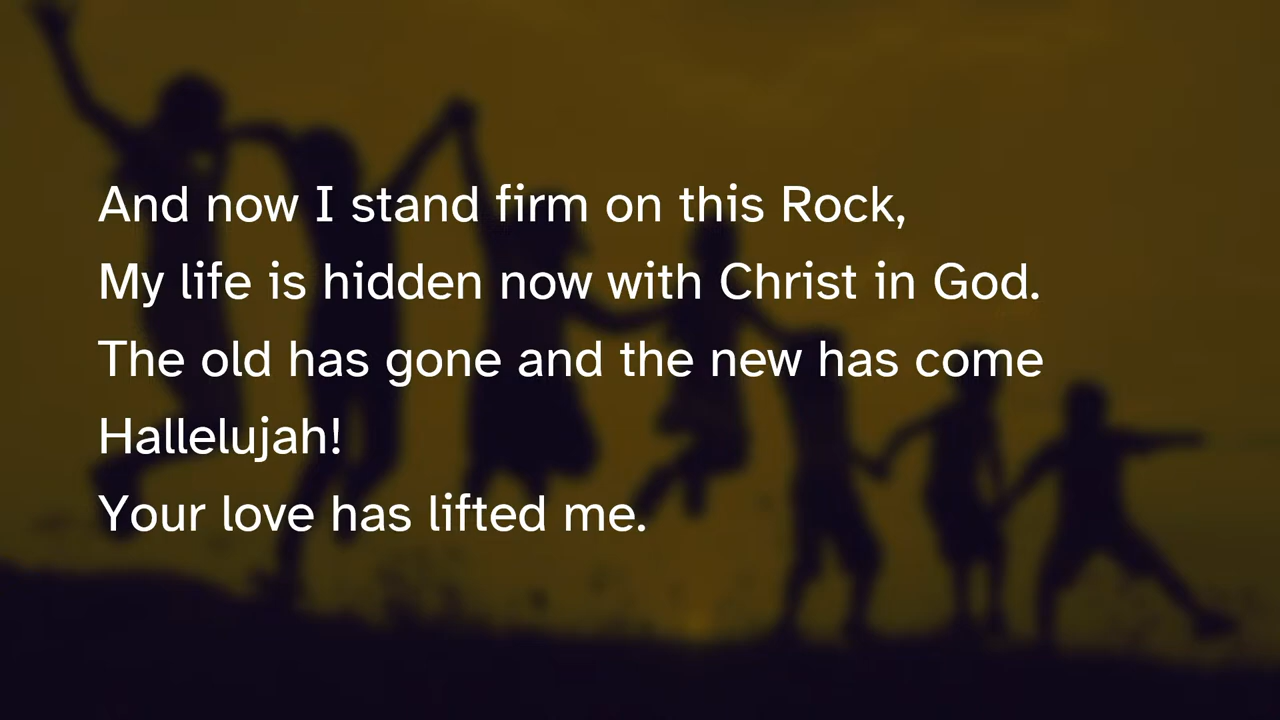 And now I stand firm on this Rock,
My life is hidden now with Christ in God.
The old has gone and the new has come
Hallelujah!
Your love has lifted me.